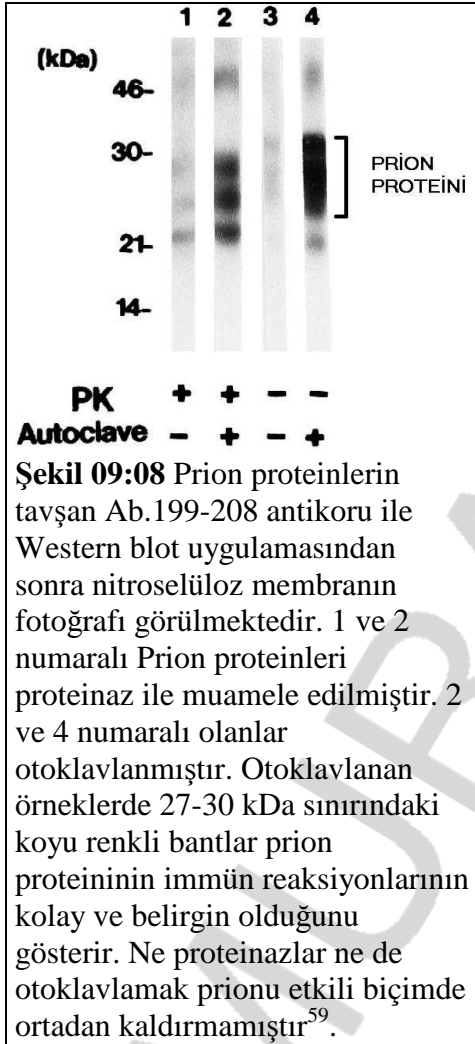 1 2 3 4
(kDa)
46-
30-
PRİON
PROTEİNİ
21-
14-
PK + + – –
Autoclave – + – +
Şekil 09:08 Prion proteinlerin
tavşan Ab.199-208 antikoru ile
Western blot uygulamasından
sonra nitroselüloz membranın
fotoğrafı görülmektedir. 1 ve 2
numaralı Prion proteinleri
proteinaz ile muamele edilmiştir. 2
ve 4 numaralı olanlar
otoklavlanmıştır. Otoklavlanan
örneklerde 27-30 kDa sınırındaki
koyu renkli bantlar prion
proteininin immün reaksiyonlarının
kolay ve belirgin olduğunu
gösterir. Ne proteinazlar ne de
otoklavlamak prionu etkili biçimde
ortadan kaldırmamıştır59.